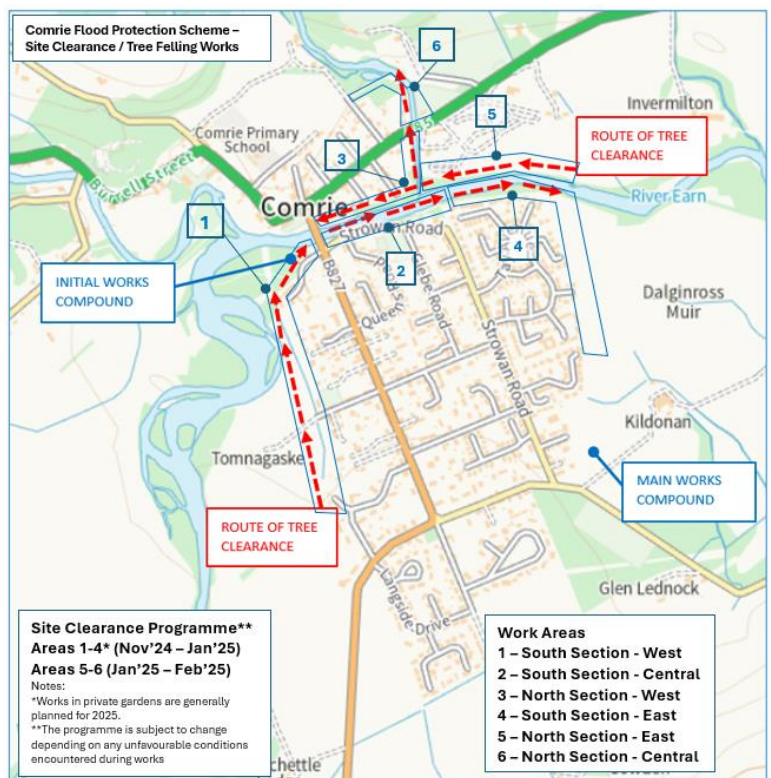 Comrie Flood Protection Scheme –
Site Clearance / Tree Felling Works
6
Invermilton
Comrie Primary
School
5
ROUTE OF TREE
CLEARANCE
A85
Burrell Street
3
River Earn
Comrie
1
Strowan Road
4
2
INITIAL WORKS
COMPOUND
B827
Glebe Road
Queen
Dalginross
Muir
Strowan Road
Kildonan
Tomnagaske
MAIN WORKS
COMPOUND
ROUTE OF TREE
CLEARANCE
Langside Drive
Glen Lednock
Site Clearance Programme**
Areas 1-4* (Nov'24 – Jan'25)
Areas 5-6 (Jan'25 – Feb'25)
Notes:
*Works in private gardens are generally
planned for 2025.
**The programme is subject to change
depending on any unfavourable conditions
encountered during works
chettle
Work Areas
1 – South Section - West
2 – South Section - Central
3 – North Section - West
4 – South Section - East
5 – North Section - East
6 – North Section - Central